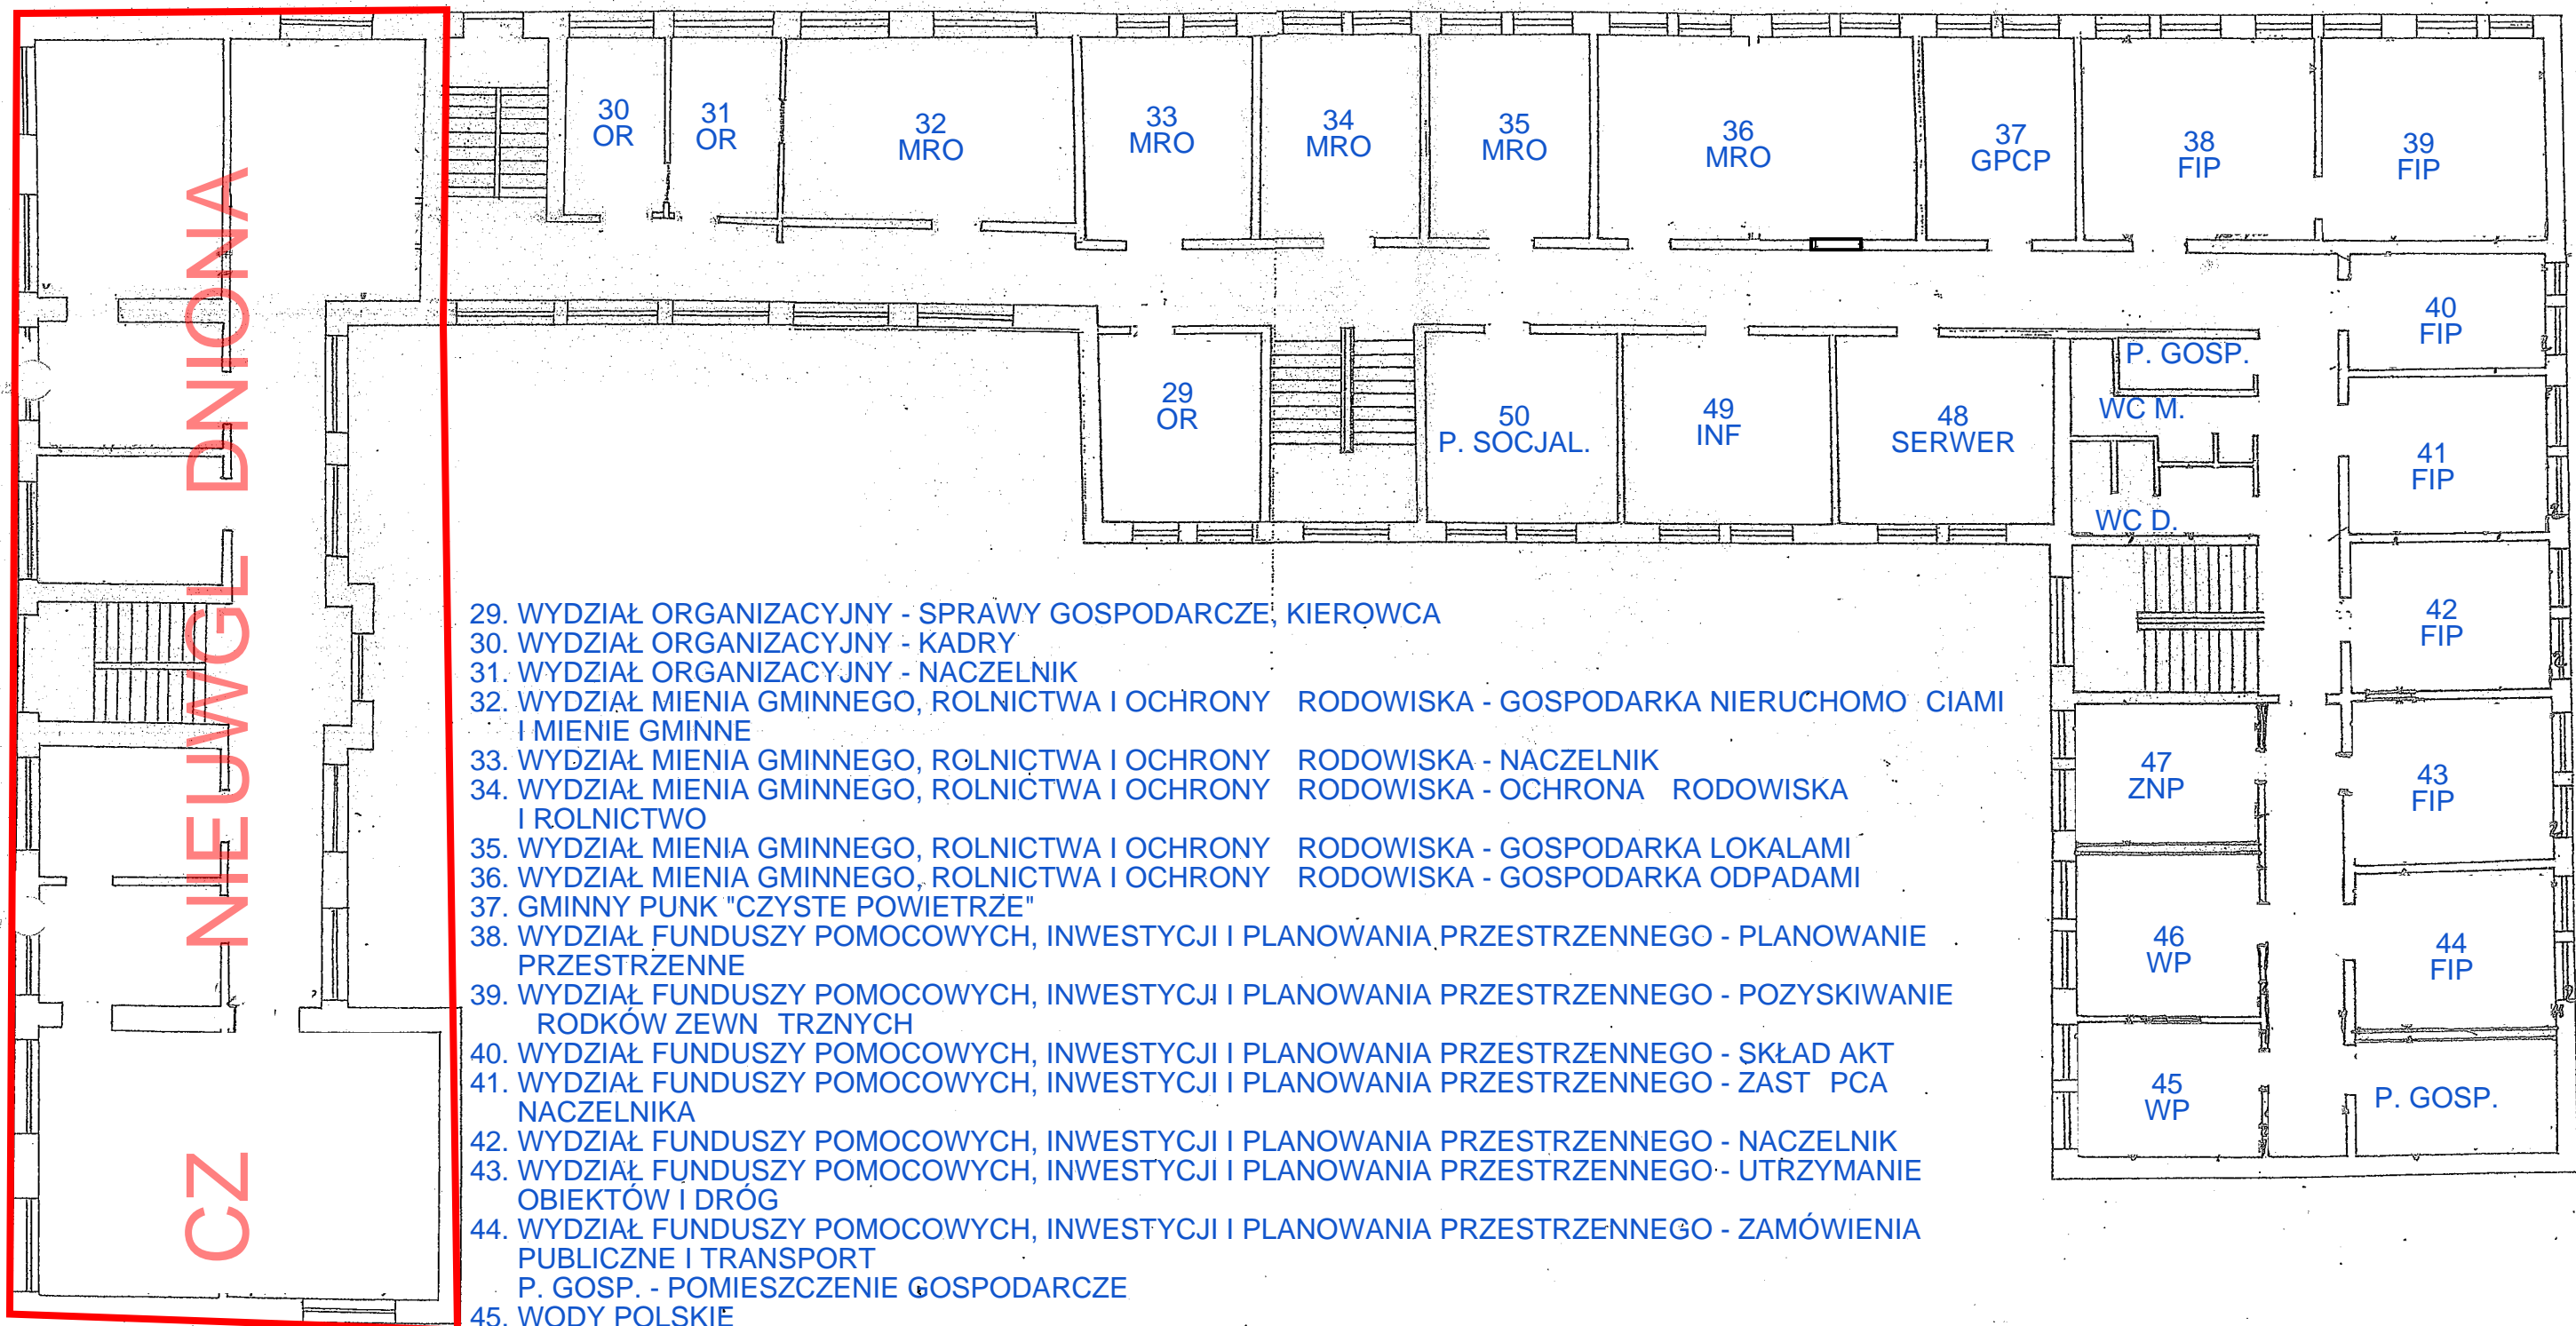 30
OR
31
OR
32
MRO
33
MRO
34
MRO
35
MRO
36
MRO
37
GPCP
38
FIP
39
FIP
40
FIP
P. GOSP.
29
OR
50
P. SOCJAL.
49
INF
48
SERWER
WC M.
41
FIP
WC D.
42
FIP
47
ZNP
43
FIP
46
WP
44
FIP
45
WP
P. GOSP.
CZ NIEUWGL DNIONA
29. WYDZIAŁ ORGANIZACYJNY - SPRAWY GOSPODARCZE, KIEROWCA
30. WYDZIAŁ ORGANIZACYJNY - KADRY
31. WYDZIAŁ ORGANIZACYJNY - NACZELNIK
32. WYDZIAŁ MIENIA GMINNEGO, ROLNICTWA I OCHRONY RODOWISKA - GOSPODARKA NIERUCHOMO CIAMI
I MIENIE GMINNE
33. WYDZIAŁ MIENIA GMINNEGO, ROLNICTWA I OCHRONY RODOWISKA - NACZELNIK
34. WYDZIAŁ MIENIA GMINNEGO, ROLNICTWA I OCHRONY RODOWISKA - OCHRONA RODOWISKA
I ROLNICTWO
35. WYDZIAŁ MIENIA GMINNEGO, ROLNICTWA I OCHRONY RODOWISKA - GOSPODARKA LOKALAMI
36. WYDZIAŁ MIENIA GMINNEGO, ROLNICTWA I OCHRONY RODOWISKA - GOSPODARKA ODPADAMI
37. GMINNY PUNK "CZYSTE POWIETRZE"
38. WYDZIAŁ FUNDUSZY POMOCOWYCH, INWESTYCJI I PLANOWANIA PRZESTRZENNEGO - PLANOWANIE
PRZESTRZENNE
39. WYDZIAŁ FUNDUSZY POMOCOWYCH, INWESTYCJI I PLANOWANIA PRZESTRZENNEGO - POZYSKIWANIE
RODKÓW ZEWN TRZNYCH
40. WYDZIAŁ FUNDUSZY POMOCOWYCH, INWESTYCJI I PLANOWANIA PRZESTRZENNEGO - SKŁAD AKT
41. WYDZIAŁ FUNDUSZY POMOCOWYCH, INWESTYCJI I PLANOWANIA PRZESTRZENNEGO - ZAST PCA
NACZELNIKA
42. WYDZIAŁ FUNDUSZY POMOCOWYCH, INWESTYCJI I PLANOWANIA PRZESTRZENNEGO - NACZELNIK
43. WYDZIAŁ FUNDUSZY POMOCOWYCH, INWESTYCJI I PLANOWANIA PRZESTRZENNEGO - UTRZYMANIE
OBIEKTÓW I DRÓG
44. WYDZIAŁ FUNDUSZY POMOCOWYCH, INWESTYCJI I PLANOWANIA PRZESTRZENNEGO - ZAMÓWIENIA
PUBLICZNE I TRANSPORT
P. GOSP. - POMIESZCZENIE GOSPODARCZE
45. WODY POLSKIE